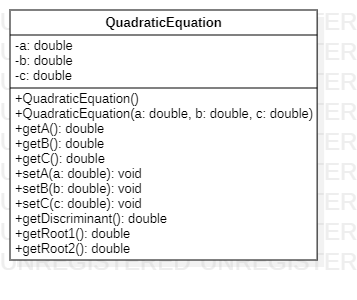 QuadraticEquation
-a: double
-b: double
-c: double
+QuadraticEquation()
+QuadraticEquation(a: double, b: double, c: double)
+getA(): double
+getB(): double
+getC(): double
+setA(a: double): void
+setB(b: double): void
+setC(c: double): void
+getDiscriminant(): double
+getRoot1(): double
+getRoot2(): double
UNREGISTERED UNREGISTER